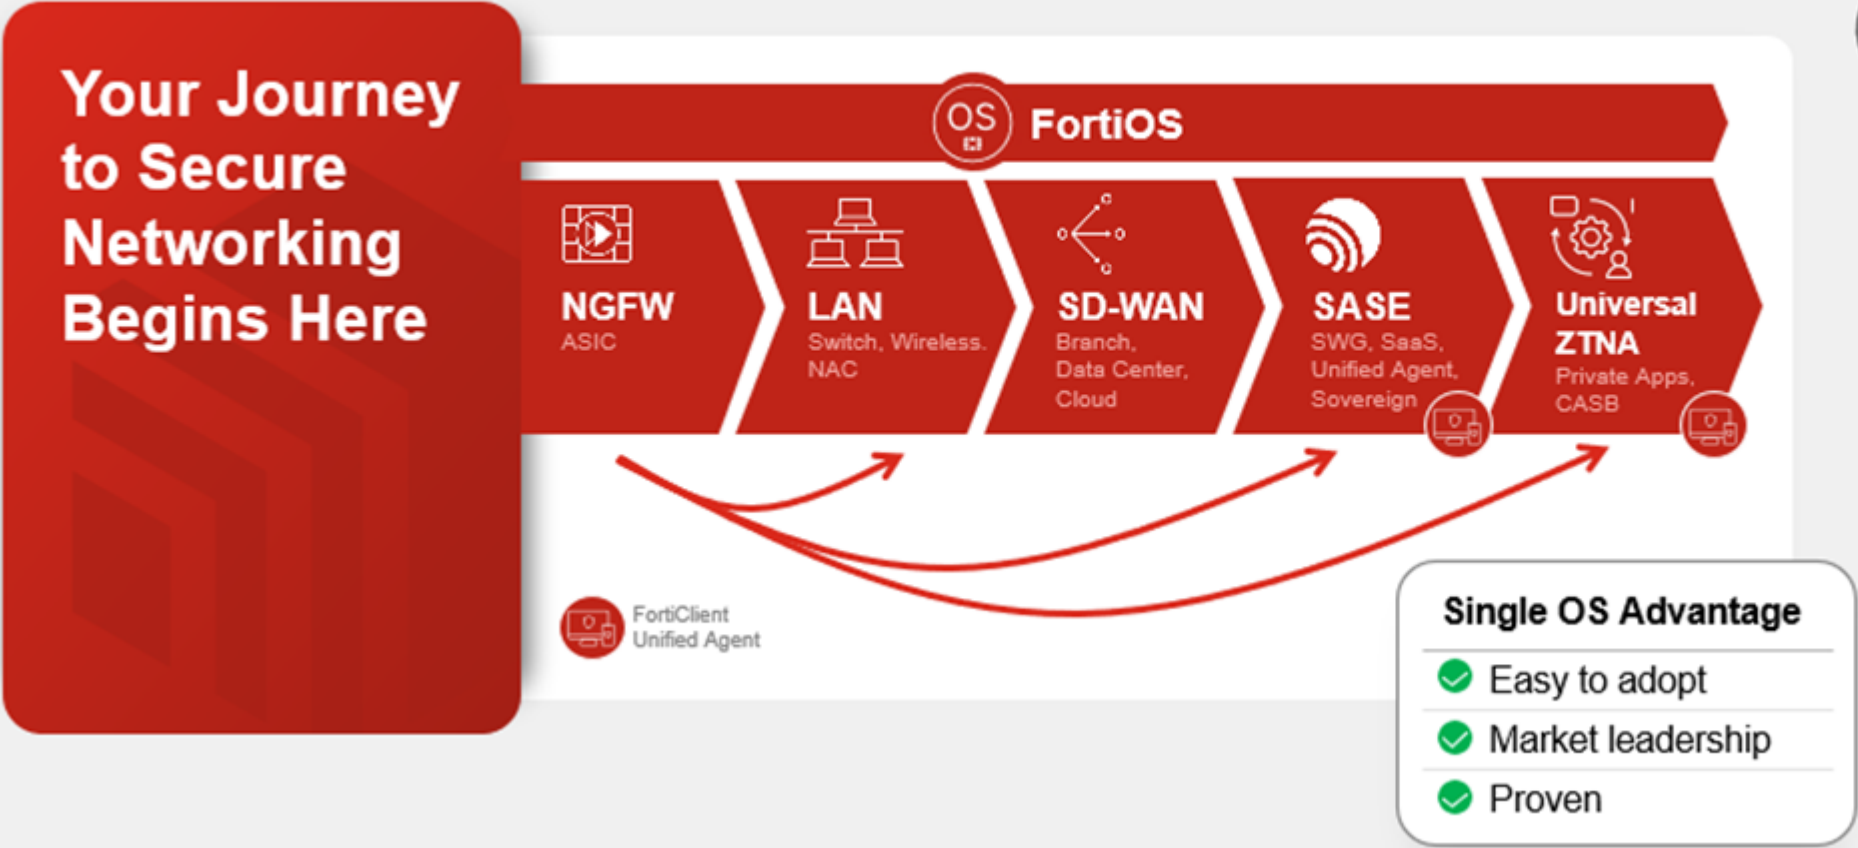 Your Journey
to Secure
Networking
Begins Here
OS
FortiOS
NGFW
ASIC
LAN
Switch, Wireless.
NAC
SD-WAN
Branch,
Data Center,
Cloud
SASE
SWG, SaaS,
Unified Agent,
Sovereign
Universal
ZTNA
Private Apps,
CASB
FortiClient
Unified Agent
Single OS Advantage
Easy to adopt
Market leadership
Proven